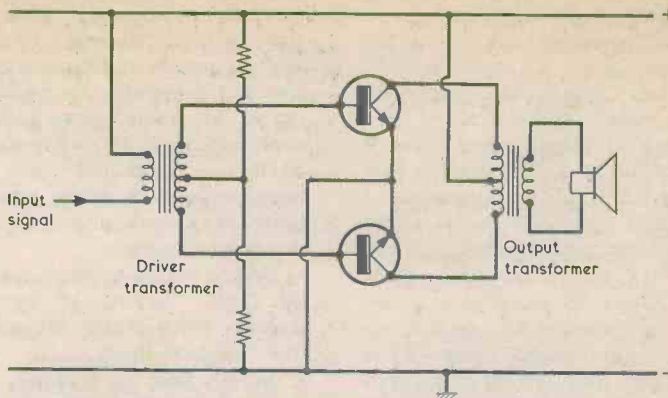 Input
signal
Driver
transformer
Output
transformer